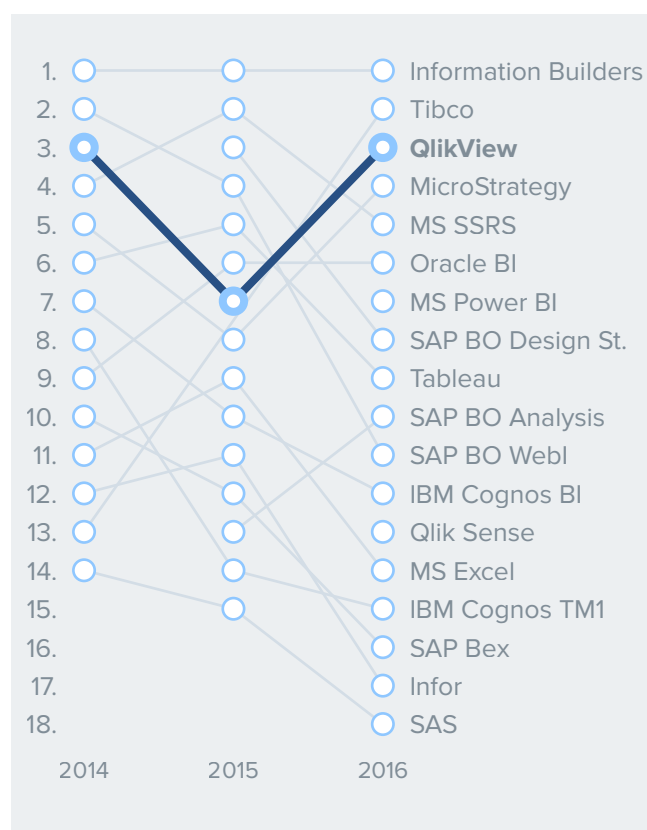 1. Information Builders
2. Tibco
3. QlikView
4. MicroStrategy
5. MS SSRS
6. Oracle BI
7. MS Power BI
8. SAP BO Design St.
9. Tableau
10. SAP BO Analysis
11. SAP BO WebI
12. IBM Cognos BI
13. Qlik Sense
14. MS Excel
15. IBM Cognos TM1
16. SAP Bex
17. Infor
18. SAS
2014 2015 2016